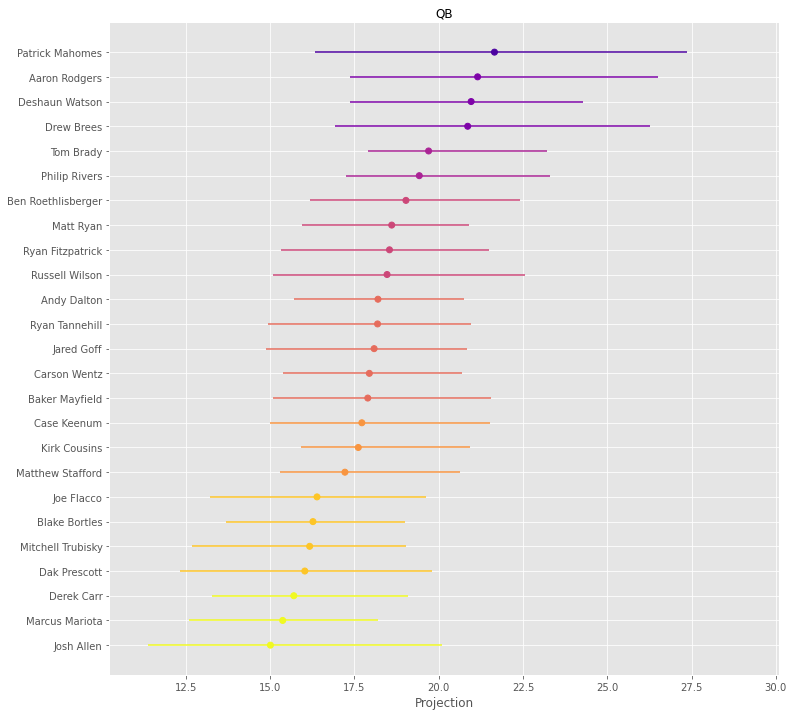 QB
Patrick Mahomes
Aaron Rodgers
Deshaun Watson
Drew Brees
Tom Brady
Philip Rivers
Ben Roethlisberger
Matt Ryan
Ryan Fitzpatrick
Russell Wilson
Andy Dalton
Ryan Tannehill
Jared Goff
Carson Wentz
Baker Mayfield
Case Keenum
Kirk Cousins
Matthew Stafford
Joe Flacco
Blake Bortles
Mitchell Trubisky
Dak Prescott
Derek Carr
Marcus Mariota
Josh Allen
12.5 15.0 17.5 20.0 22.5 25.0 27.5 30.0
Projection